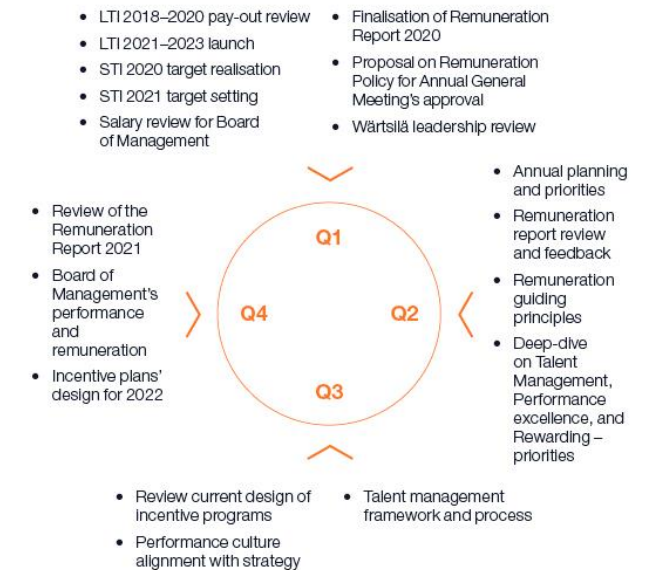 • LTI 2018–2020 pay-out review
• LTI 2021–2023 launch
• STI 2020 target realisation
• STI 2021 target setting
• Salary review for Board
of Management
• Finalisation of Remuneration
Report 2020
• Proposal on Remuneration
Policy for Annual General
Meeting's approval
• Wärtsilä leadership review
Q1
• Annual planning
and priorities
• Remuneration
report review
and feedback
• Remuneration
guiding
principles
• Deep-dive
on Talent
Management,
Performance
excellence, and
Rewarding –
priorities
Q2
Q3
• Review current design of
incentive programs
• Performance culture
alignment with strategy
• Talent management
framework and process
Q4
• Review of the
Remuneration
Report 2021
• Board of
Management's
performance
and
remuneration
• Incentive plans'
design for 2022